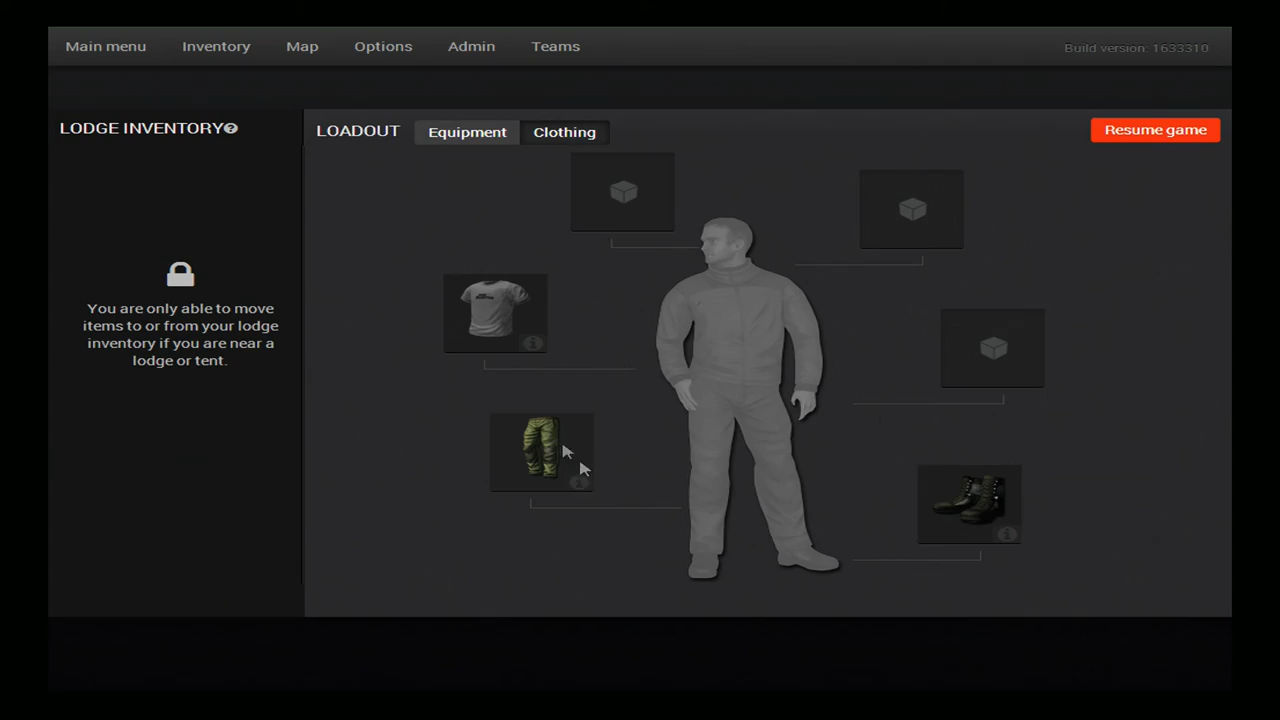 Main menu
Inventory
Map
Options
Admin
Teams
Build version: 1633310
LODGE INVENTORY
LOADOUT
Equipment
Clothing
Resume game
You are only able to move
items to or from your lodge
inventory if you are near a
lodge or tent.